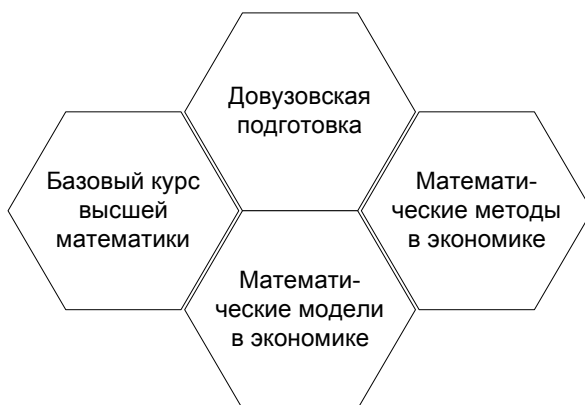 Довузовская
подготовка
Базовый курс
высшей
математики
Математи-
ческие методы
в экономике
Математи-
ческие модели
в экономике